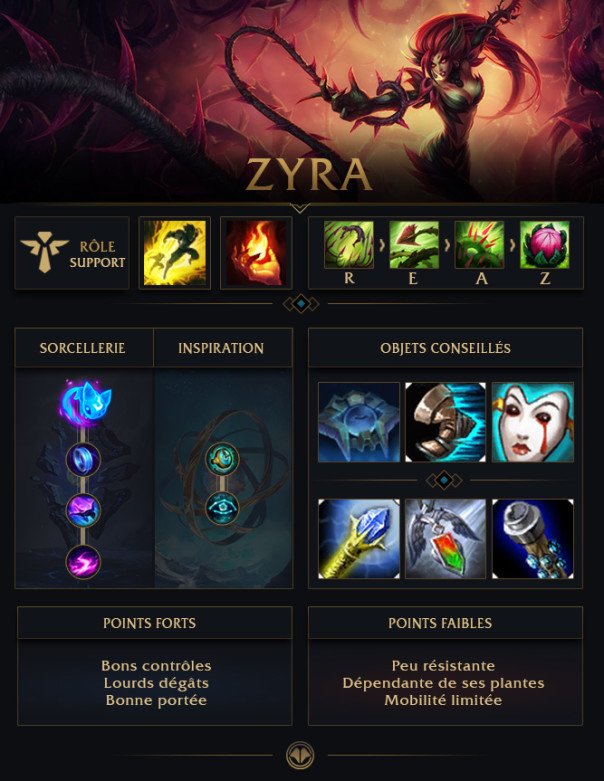 ZYRA
RÔLE
SUPPORT
R E A Z
SORCELLERIE
INSPIRATION
OBJETS CONSEILLÉS
POINTS FORTS
Bons contrôles
Lourds dégâts
Bonne portée
POINTS FAIBLES
Peu résistante
Dépendante de ses plantes
Mobilité limitée